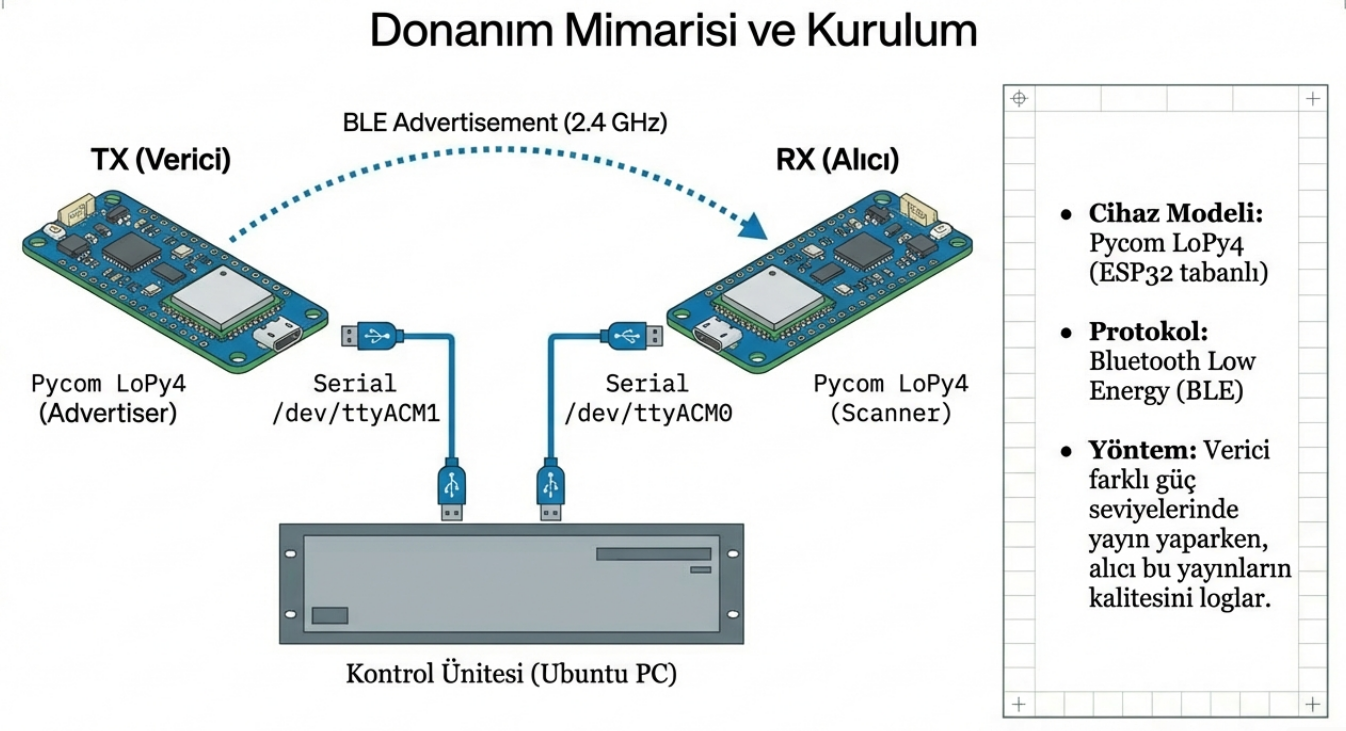 Donanım Mimarisi ve Kurulum
BLE Advertisement (2.4 GHz)
TX (Verici)
RX (Alıcı)
Pycom LoPy4
(Advertiser)
Serial
/dev/ttyACM1
Serial
/dev/ttyACM0
Pycom LoPy4
(Scanner)
Kontrol Ünitesi (Ubuntu PC)
• Cihaz Modeli:
Pycom LoPy4
(ESP32 tabanlı)
• Protokol:
Bluetooth Low
Energy (BLE)
• Yöntem: Verici
farklı güç
seviyelerinde
yayın yaparken,
alıcı bu yayınların
kalitesini loglar.